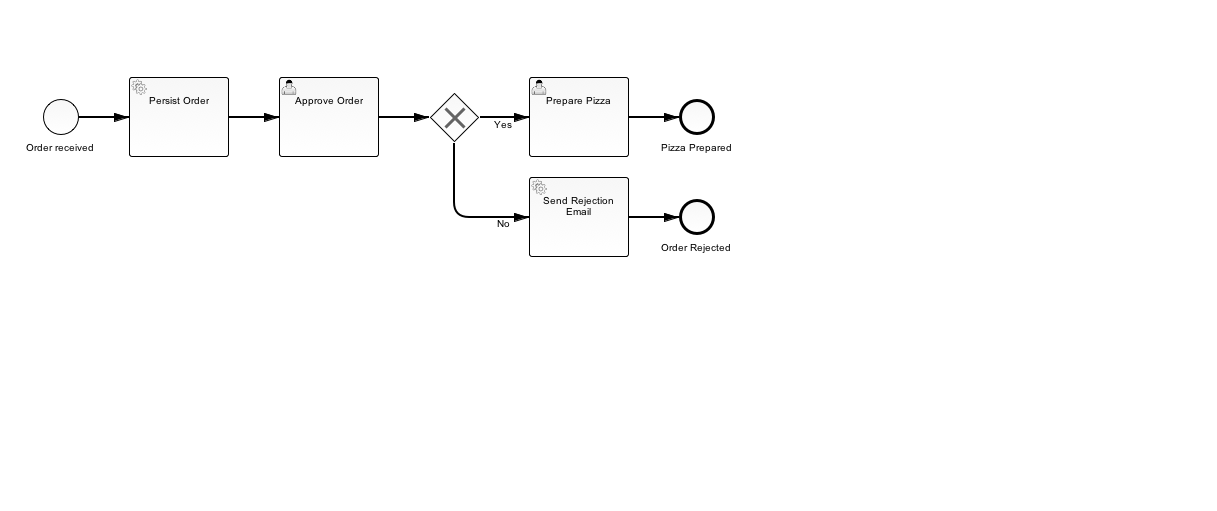 Persist Order
Approve Order
Prepare Pizza
Yes
Order received
Pizza Prepared
Send Rejection
Email
No
Order Rejected